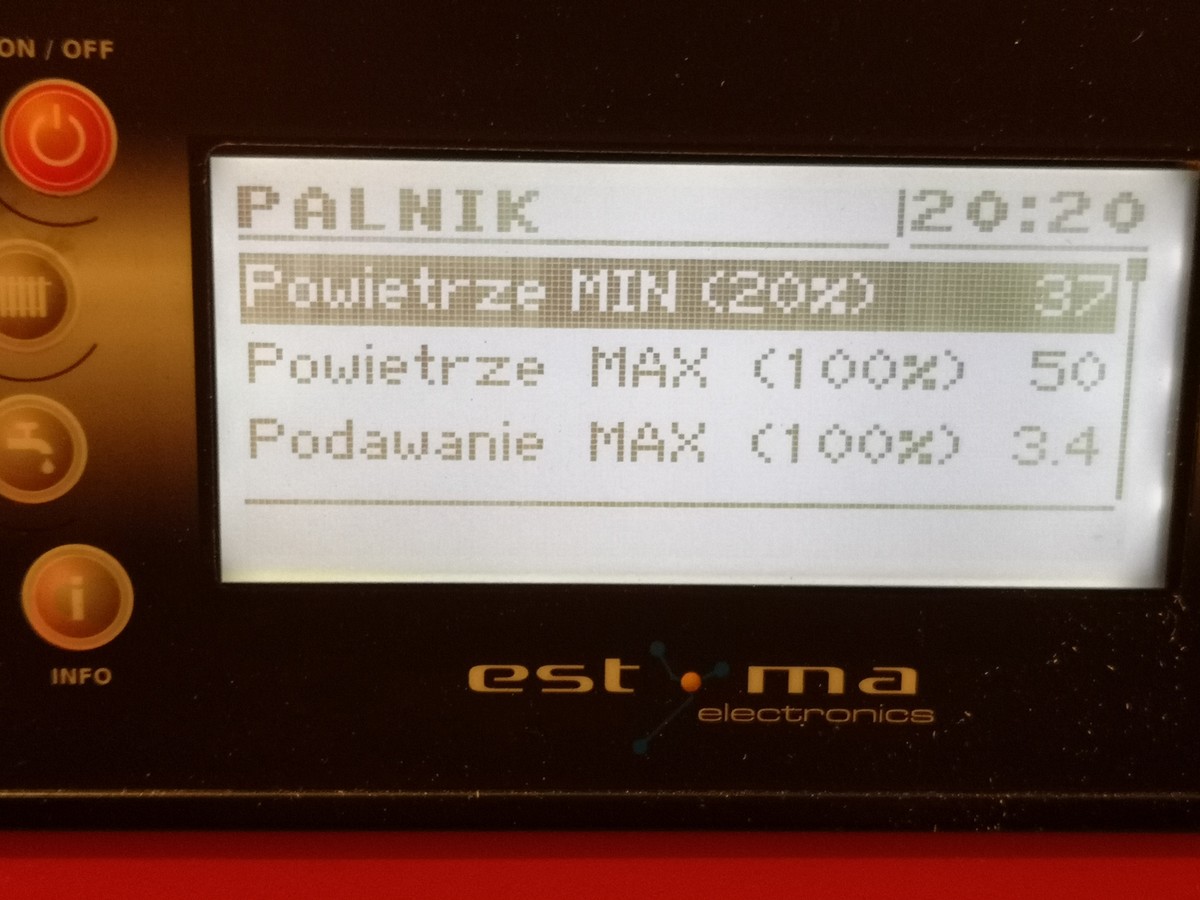 ON / OFF
PALNIK 20:20
Powietrze MIN (20%) 37
Powietrze MAX (100%) 50
Podawanie MAX (100%) 3.4
i
INFO
estyma
electronics